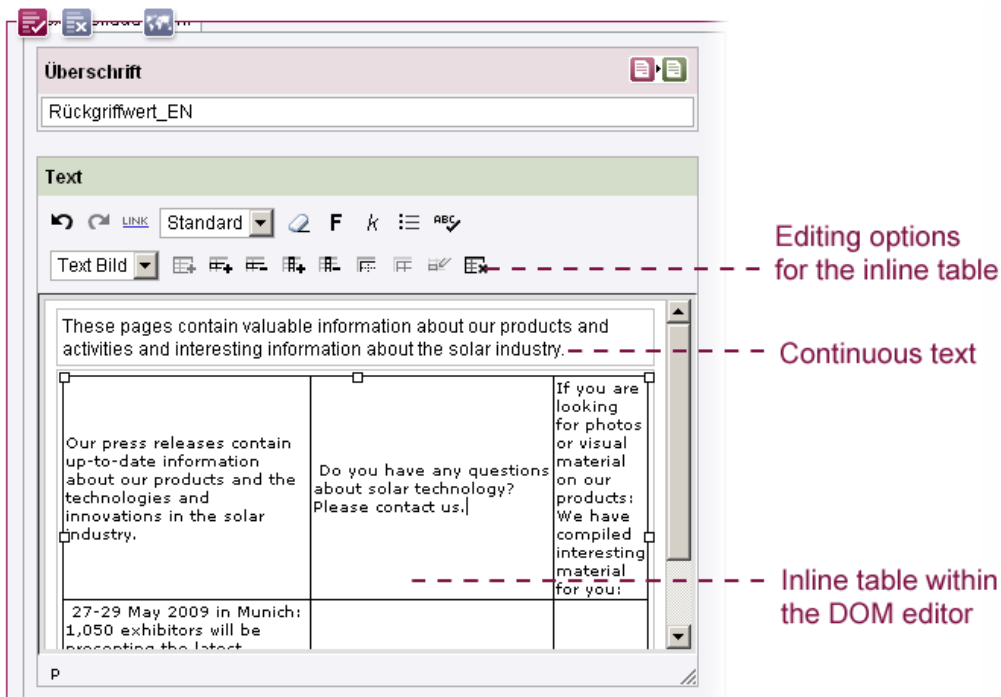 Überschrift
Rückgriffwert_EN
Text
LINK Standard F k ABC
Text Bild
Editing options
for the inline table
These pages contain valuable information about our products and
activities and interesting information about the solar industry.
Continuous text
Our press releases contain
up-to-date information
about our products and the
technologies and
innovations in the solar
industry.
Do you have any questions
about solar technology?
Please contact us.
If you are
looking
for photos
or visual
material
on our
products:
We have
compiled
interesting
material
for you:
Inline table within
the DOM editor
27-29 May 2009 in Munich:
1,050 exhibitors will be
presenting the latest
P